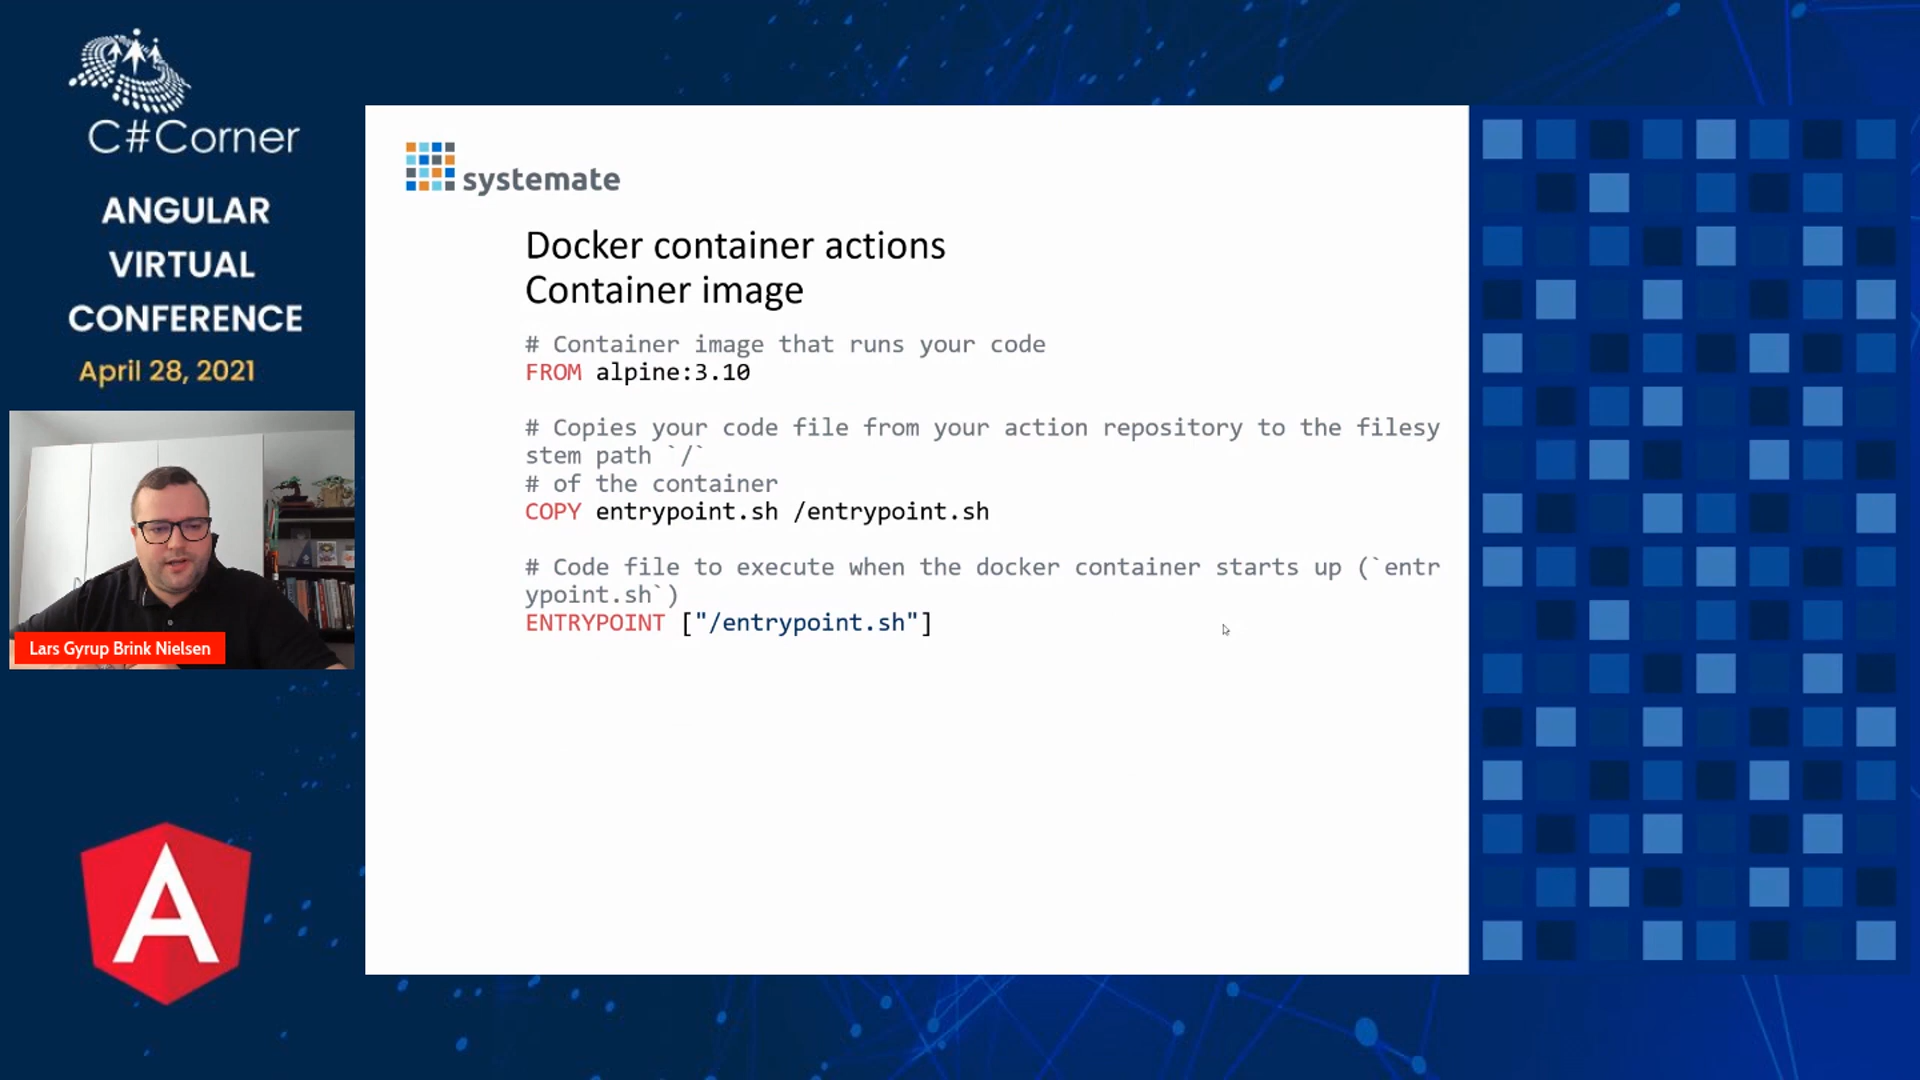 C#Corner
ANGULAR
VIRTUAL
CONFERENCE
April 28, 2021
Lars Gyrup Brink Nielsen
A
systemate
Docker container actions
Container image
# Container image that runs your code
FROM alpine:3.10
# Copies your code file from your action repository to the filesy
stem path `/`
# of the container
COPY entrypoint.sh /entrypoint.sh
# Code file to execute when the docker container starts up (`entr
ypoint.sh`)
ENTRYPOINT ["/entrypoint.sh"]